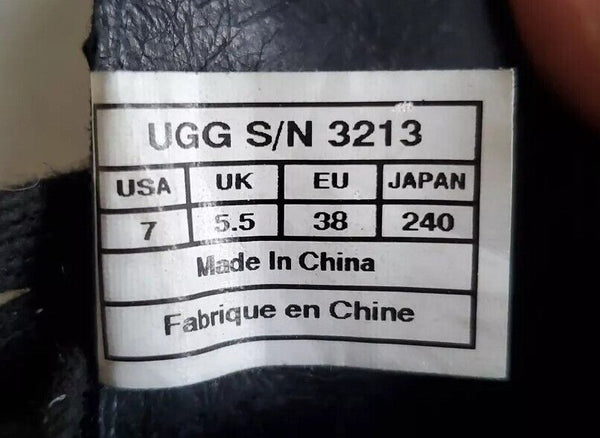 UGG S/N 3213
USA UK EU JAPAN
7 5.5 38 240
Made In China
Fabrique en Chine